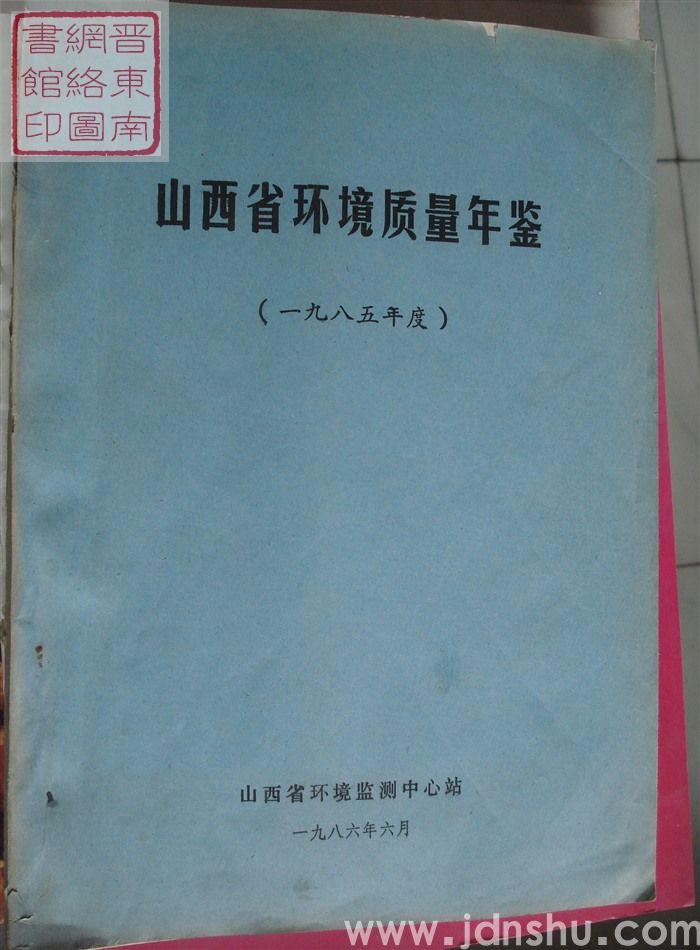 晋東南
網絡圖
書館印
山西省环境质量年鉴
（一九八五年度）
山西省环境监测中心站
一九八六年六月
www.jdnshu.com